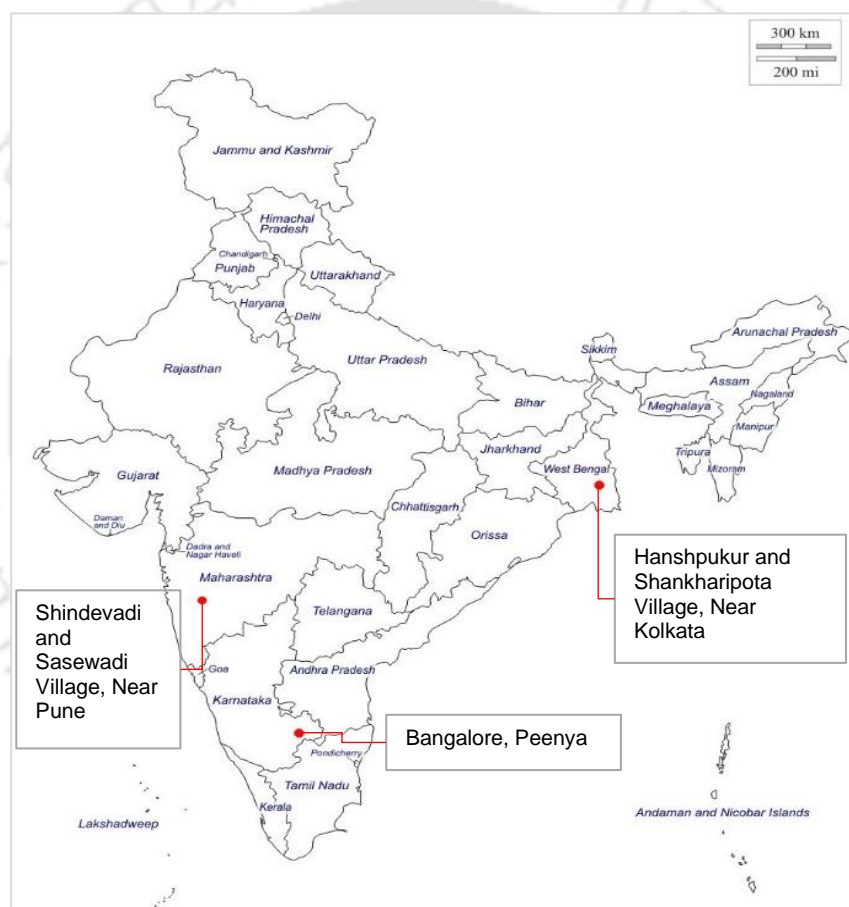 300 km
200 mi
Jammu and Kashmir
Himachal
Pradesh
Chandigarh
Punjab
Uttarakhand
Haryana
Delhi
Arunachal Pradesh
Sikkim
Rajasthan
Uttar Pradesh
Assam
Nagaland
Bihar
Meghalaya
Manipur
Jharkhand
Tripura
Mizoram
West Bengal
Gujarat
Madhya Pradesh
Chhattisgarh
Daman
and Diu
Orissa
Dadra and
Nagar Haveli
Maharashtra
Hanshpukur and
Shankharipota
Village, Near
Kolkata
Shindevadi
and
Sasewadi
Village, Near
Pune
Telangana
Goa
Andhra Pradesh
Karnataka
Bangalore, Peenya
Pondicherry
Tamil Nadu
Kerala
Lakshadweep
Andaman and Nicobar Islands